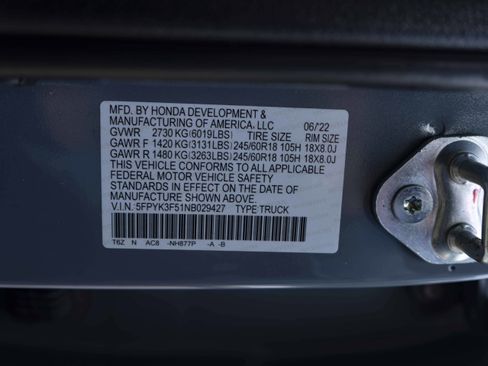 MFD. BY HONDA DEVELOPMENT &
MANUFACTURING OF AMERICA, LLC 06/'22
GVWR 2730 KG(6019LBS) TIRE SIZE RIM SIZE
GAWR F 1420 KG(3131LBS) 245/60R18 105H 18X8.0J
GAWR R 1480 KG(3263LBS) 245/60R18 105H 18X8.0J
THIS VEHICLE CONFORMS TO ALL APPLICABLE
FEDERAL MOTOR VEHICLE SAFETY
STANDARDS IN EFFECT ON THE DATE OF
MANUFACTURE SHOWN ABOVE.
V.I.N. 5FPYK3F51NB029427 TYPE TRUCK
T6Z N AC8 -NH877P -A -B